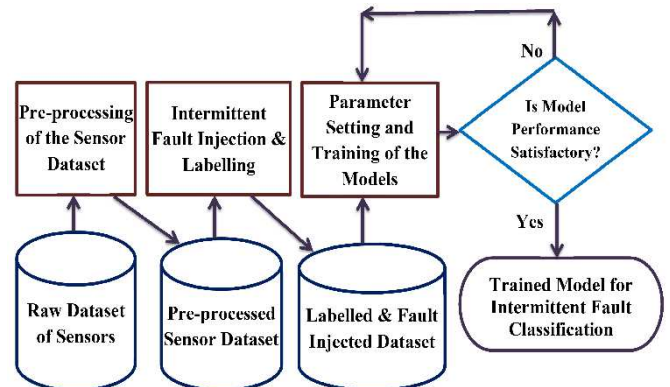 Pre-processing
of the Sensor
Dataset
Intermittent
Fault Injection &
Labelling
Parameter
Setting and
Training of the
Models
No
Is Model
Performance
Satisfactory?
Yes
Raw Dataset
of Sensors
Pre-processed
Sensor Dataset
Labelled & Fault
Injected Dataset
Trained Model for
Intermittent Fault
Classification